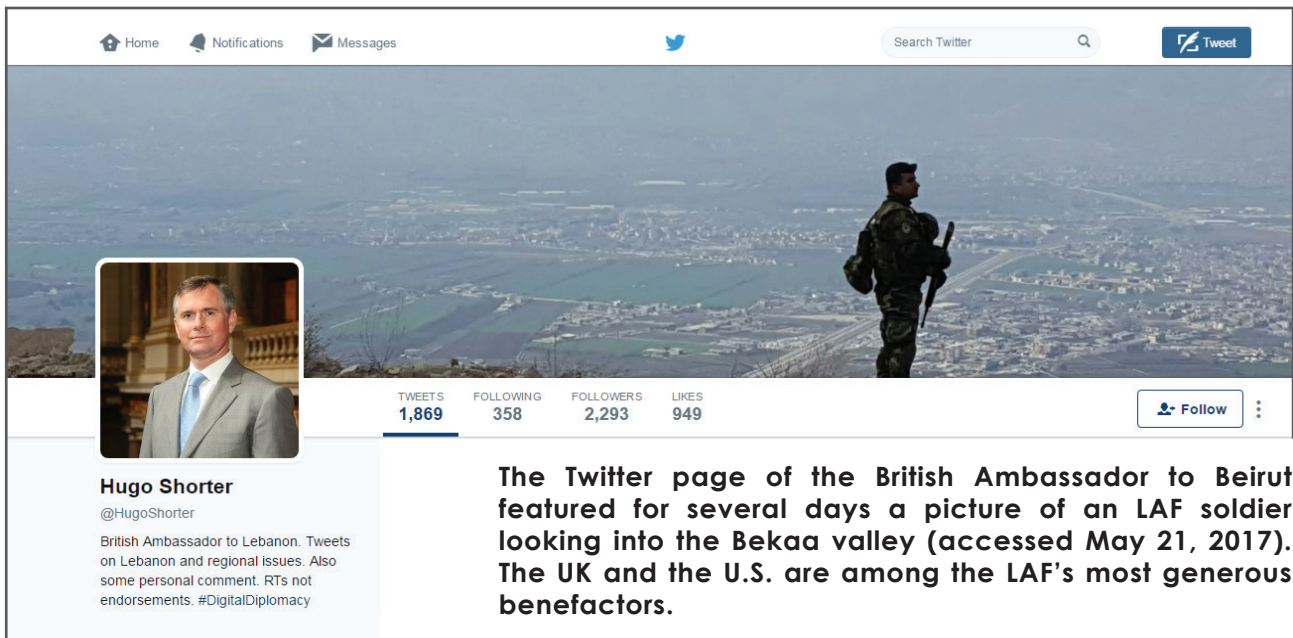 Home Notifications Messages Search Twitter Tweet
TWEETS FOLLOWING FOLLOWERS LIKES
1,869 358 2,293 949
Follow
Hugo Shorter
@HugoShorter
British Ambassador to Lebanon. Tweets
on Lebanon and regional issues. Also
some personal comment. RTs not
endorsements. #DigitalDiplomacy
The Twitter page of the British Ambassador to Beirut
featured for several days a picture of an LAF soldier
looking into the Bekaa valley (accessed May 21, 2017).
The UK and the U.S. are among the LAF's most generous
benefactors.